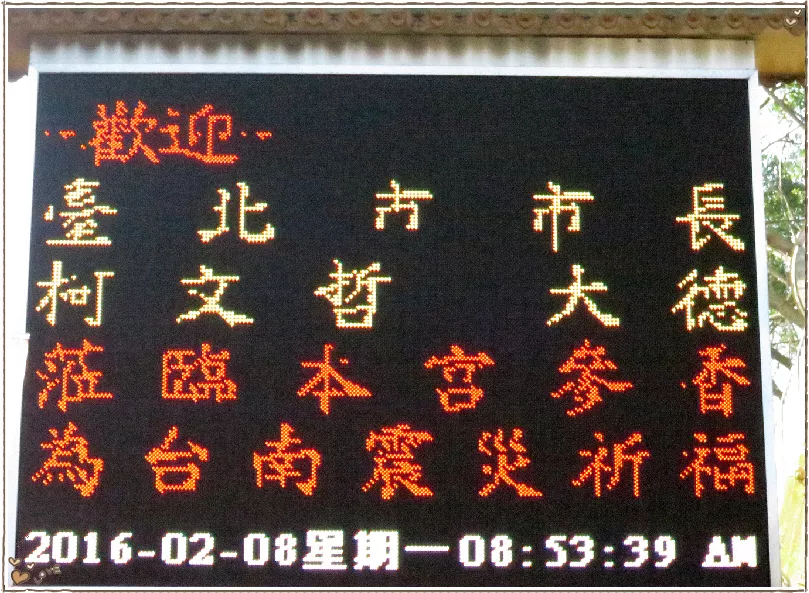 ··歡迎··
臺北市市長
柯文哲 大德
蒞臨本宮參香
為台南震災祈福
2016-02-08星期一08:53:39 AM
LOVE